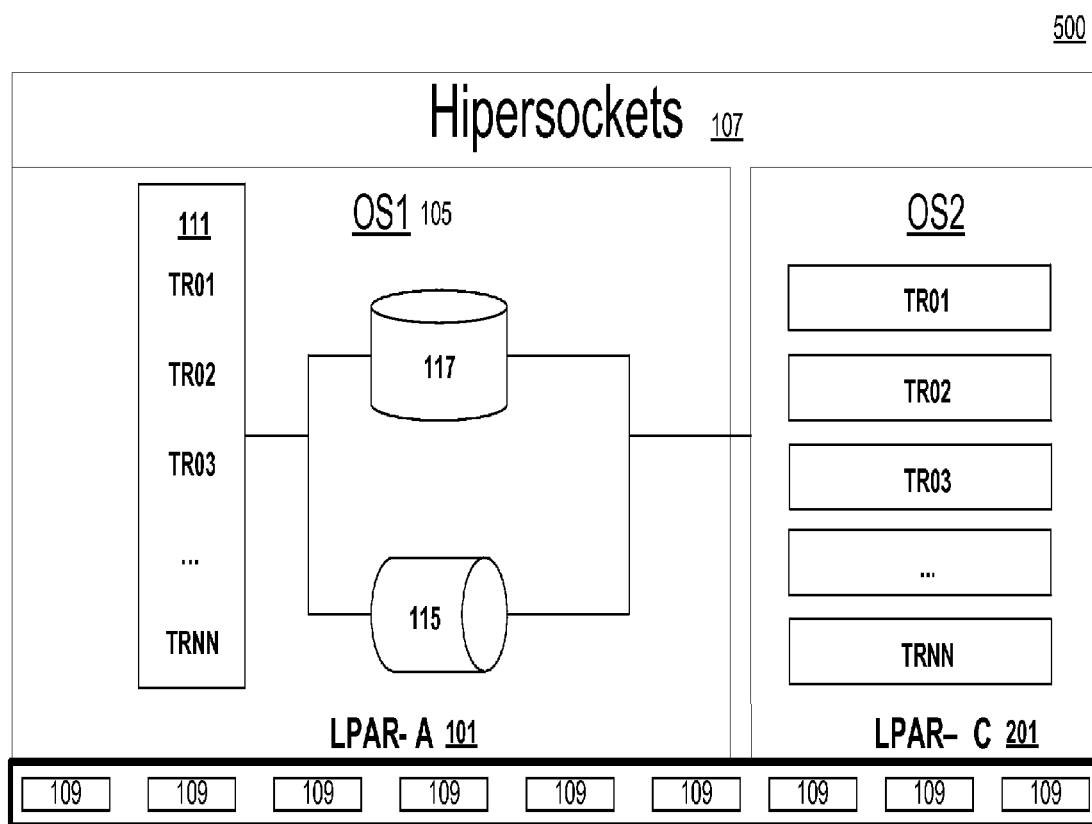 500
Hipersockets 107
111
TR01
TR02
TR03
...
TRNN
OS1 105
117
115
LPAR- A 101
OS2
TR01
TR02
TR03
...
TRNN
LPAR– C 201
109 109 109 109 109 109 109 109 109